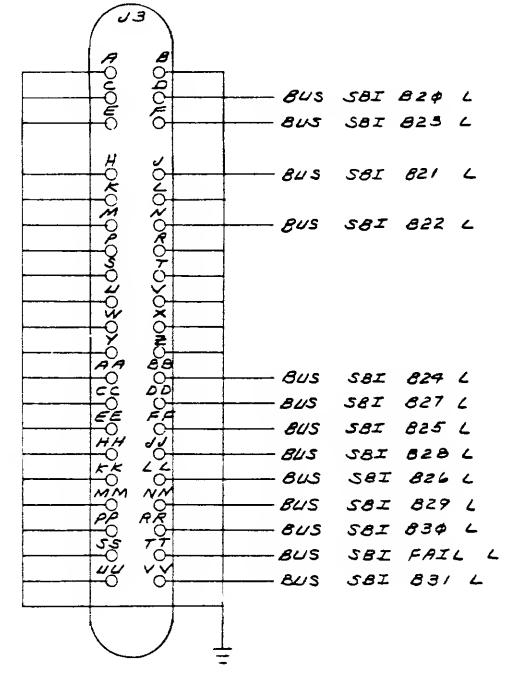 J3
A B
C D BUS SBI B20 L
E F BUS SBI B23 L
H J BUS SBI B21 L
K L
M N BUS SBI B22 L
P R
S T
U V
W X
Y Z
AA BB BUS SBI B24 L
CC DD BUS SBI B27 L
EE FF BUS SBI B25 L
HH JJ BUS SBI B28 L
KK LL BUS SBI B26 L
MM NN BUS SBI B29 L
PP RR BUS SBI B30 L
SS TT BUS SBI FAIL L
UU VV BUS SBI B31 L